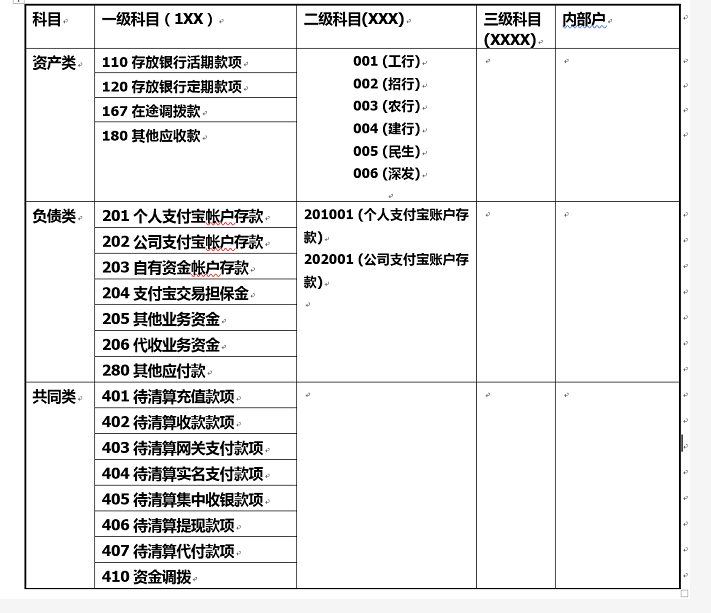 科目
一级科目（1XX）
二级科目(XXX)
三级科目
(XXXX)
内部户
资产类
110 存放银行活期款项
120 存放银行定期款项
167 在途调拨款
180 其他应收款
001 (工行)
002 (招行)
003 (农行)
004 (建行)
005 (民生)
006 (深发)
负债类
201 个人支付宝帐户存款
202 公司支付宝帐户存款
203 自有资金帐户存款
204 支付宝交易担保金
205 其他业务资金
206 代收业务资金
280 其他应付款
201001 (个人支付宝账户存
款)
202001 (公司支付宝账户存
款)
共同类
401 待清算充值款项
402 待清算收款款项
403 待清算网关支付款项
404 待清算实名支付款项
405 待清算集中收银款项
406 待清算提现款项
407 待清算代付款项
410 资金调拨